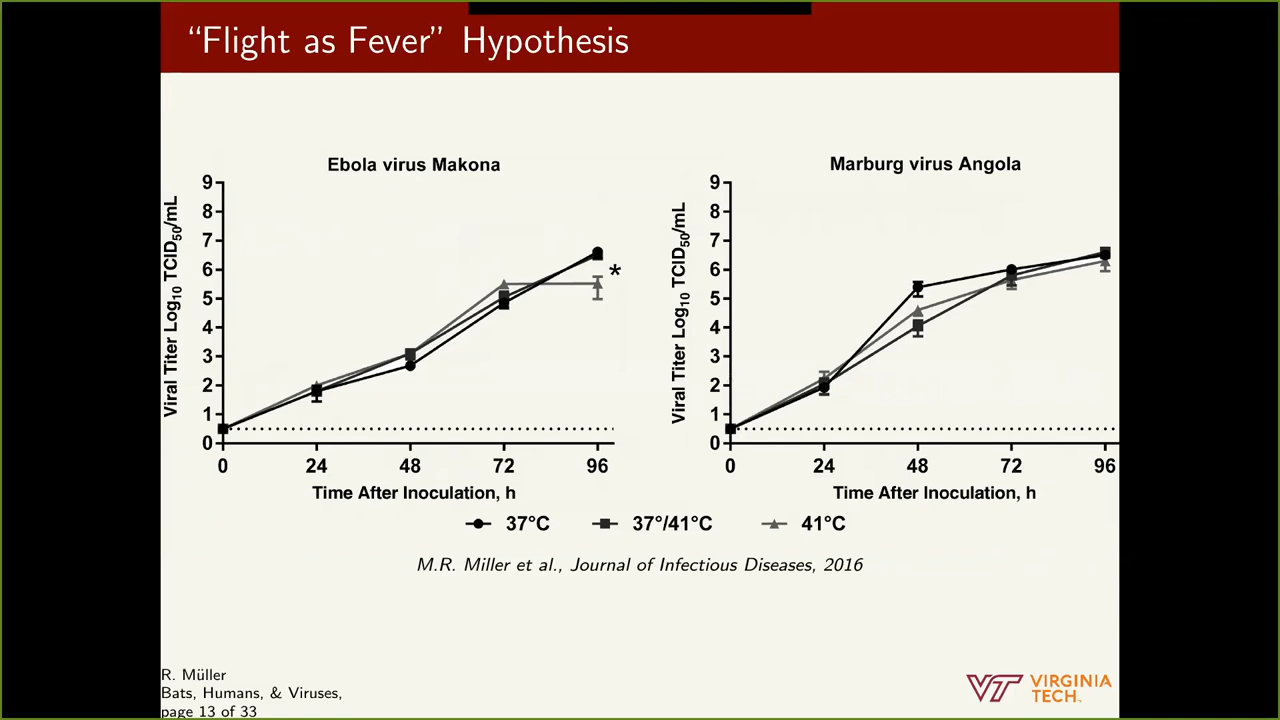 “Flight as Fever” Hypothesis
Ebola virus Makona
Viral Titer Log10 TCID50/mL
9
8
7
6
5
4
3
2
1
0
*
0 24 48 72 96
Time After Inoculation, h
Marburg virus Angola
Viral Titer Log10 TCID50/mL
9
8
7
6
5
4
3
2
1
0
0 24 48 72 96
Time After Inoculation, h
37°C 37°/41°C 41°C
M.R. Miller et al., Journal of Infectious Diseases, 2016
R. Müller
Bats, Humans, & Viruses,
page 13 of 33
VT VIRGINIA
TECH